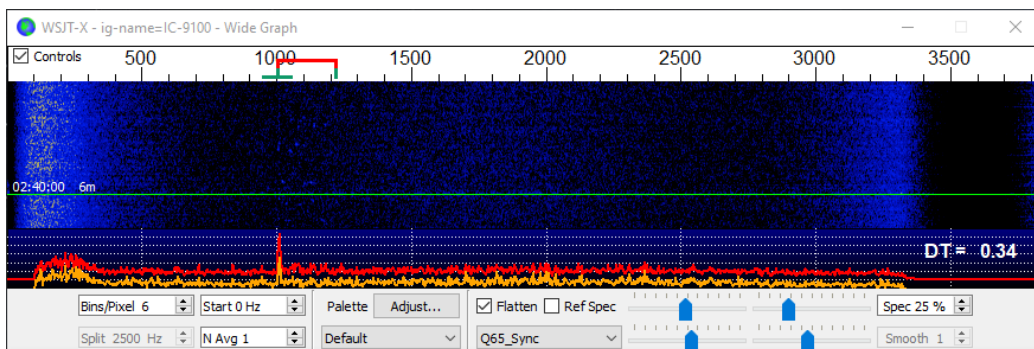 WSJT-X - ig-name=IC-9100 - Wide Graph
Controls 500 1000 1500 2000 2500 3000 3500
02:40:00 6m
DT = 0.34
Bins/Pixel 6 Start 0 Hz Palette Adjust... Flatten Ref Spec Spec 25 %
Split 2500 Hz N Avg 1 Default Q65_Sync Smooth 1